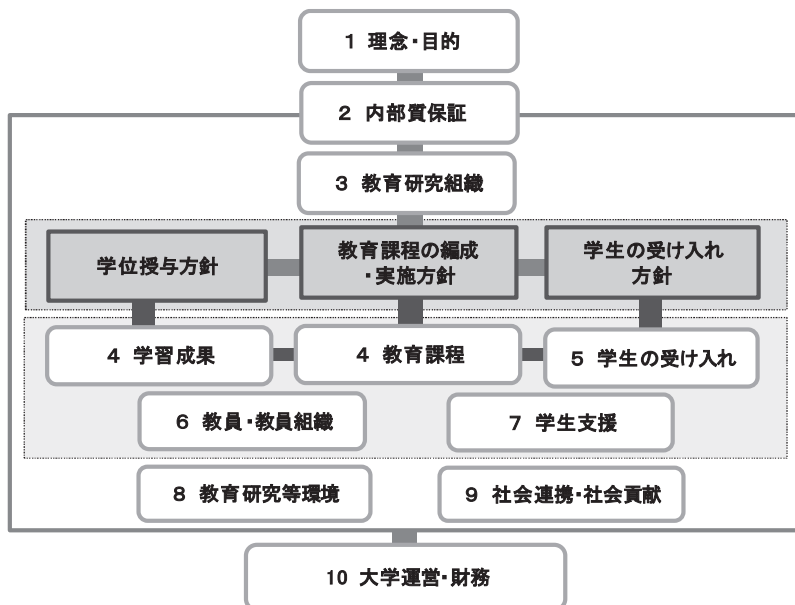 1 理念・目的
2 内部質保証
3 教育研究組織
学位授与方針
教育課程の編成
・実施方針
学生の受け入れ
方針
4 学習成果
4 教育課程
5 学生の受け入れ
6 教員・教員組織
7 学生支援
8 教育研究等環境
9 社会連携・社会貢献
10 大学運営・財務